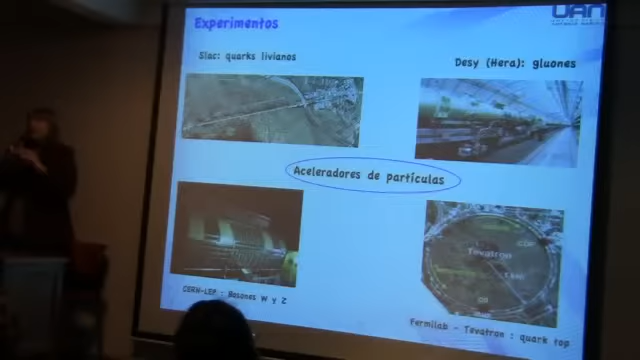 Experimentos
UAN
Slac: quarks livianos
Desy (Hera): gluones
Aceleradores de partículas
Tevatron
CERN-LEP - Bosones W y Z
Fermilab - Tevatron : quark top